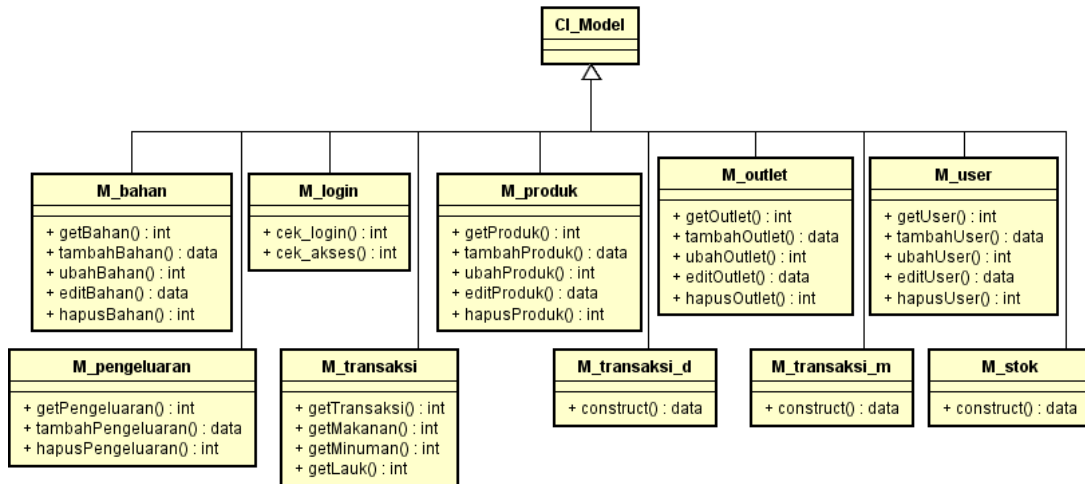 CI_Model
M_bahan
+ getBahan() : int
+ tambahBahan() : data
+ ubahBahan() : int
+ editBahan() : data
+ hapusBahan() : int
M_login
+ cek_login() : int
+ cek_akses() : int
M_produk
+ getProduk() : int
+ tambahProduk() : data
+ ubahProduk() : int
+ editProduk() : data
+ hapusProduk() : int
M_outlet
+ getOutlet() : int
+ tambahOutlet() : data
+ ubahOutlet() : int
+ editOutlet() : data
+ hapusOutlet() : int
M_user
+ getUser() : int
+ tambahUser() : data
+ ubahUser() : int
+ editUser() : data
+ hapusUser() : int
M_pengeluaran
+ getPengeluaran() : int
+ tambahPengeluaran() : data
+ hapusPengeluaran() : int
M_transaksi
+ getTransaksi() : int
+ getMakanan() : int
+ getMinuman() : int
+ getLauk() : int
M_transaksi_d
+ construct() : data
M_transaksi_m
+ construct() : data
M_stok
+ construct() : data